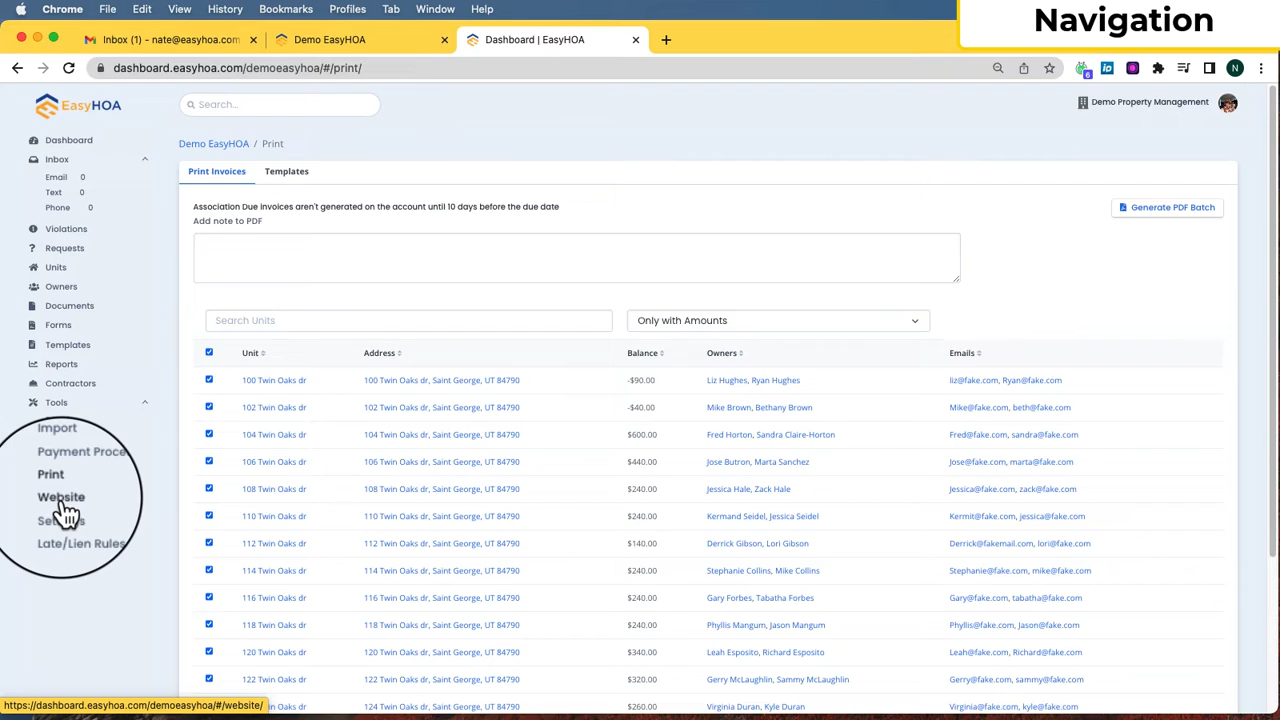 Chrome File Edit View History Bookmarks Profiles Tab Window Help
Navigation
Inbox (1) – nate@easyhoa.com
Demo EasyHOA
Dashboard | EasyHOA
dashboard.easyhoa.com/demoeasyhoa/#/print/
6
N
EasyHOA
Search...
Demo Property Management
Dashboard
Inbox
Email 0
Text 0
Phone 0
Violations
Requests
Units
Owners
Documents
Forms
Templates
Reports
Contractors
Tools
Import
Payment Proce
Print
Website
Late/Lien Rules
Demo EasyHOA / Print
Print Invoices Templates
Association Due invoices aren't generated on the account until 10 days before the due date
Generate PDF Batch
Add note to PDF
Search Units
Only with Amounts
Unit Address Balance Owners Emails
100 Twin Oaks dr 100 Twin Oaks dr, Saint George, UT 84790 -$90.00 Liz Hughes, Ryan Hughes liz@fake.com, Ryan@fake.com
102 Twin Oaks dr 102 Twin Oaks dr, Saint George, UT 84790 -$40.00 Mike Brown, Bethany Brown Mike@fake.com, beth@fake.com
104 Twin Oaks dr 104 Twin Oaks dr, Saint George, UT 84790 $600.00 Fred Horton, Sandra Claire-Horton Fred@fake.com, sandra@fake.com
106 Twin Oaks dr 106 Twin Oaks dr, Saint George, UT 84790 $440.00 Jose Butron, Marta Sanchez Jose@fake.com, marta@fake.com
108 Twin Oaks dr 108 Twin Oaks dr, Saint George, UT 84790 $240.00 Jessica Hale, Zack Hale Jessica@fake.com, zack@fake.com
110 Twin Oaks dr 110 Twin Oaks dr, Saint George, UT 84790 $240.00 Kermand Seidel, Jessica Seidel Kermit@fake.com, jessica@fake.com
112 Twin Oaks dr 112 Twin Oaks dr, Saint George, UT 84790 $140.00 Derrick Gibson, Lori Gibson Derrick@fakemail.com, lori@fake.com
114 Twin Oaks dr 114 Twin Oaks dr, Saint George, UT 84790 $240.00 Stephanie Collins, Mike Collins Stephanie@fake.com, mike@fake.com
116 Twin Oaks dr 116 Twin Oaks dr, Saint George, UT 84790 $240.00 Gary Forbes, Tabatha Forbes Gary@fake.com, tabatha@fake.com
118 Twin Oaks dr 118 Twin Oaks dr, Saint George, UT 84790 $240.00 Phyllis Mangum, Jason Mangum Phyllis@fake.com, Jason@fake.com
120 Twin Oaks dr 120 Twin Oaks dr, Saint George, UT 84790 $340.00 Leah Esposito, Richard Esposito Leah@fake.com, Richard@fake.com
122 Twin Oaks dr 122 Twin Oaks dr, Saint George, UT 84790 $320.00 Gerry McLaughlin, Sammy McLaughlin Gerry@fake.com, sammy@fake.com
Twin Oaks dr 124 Twin Oaks dr, Saint George, UT 84790 $260.00 Virginia Duran, Kyle Duran Virginia@fake.com, kyle@fake.com
https://dashboard.easyhoa.com/demoeasyhoa/#/website/